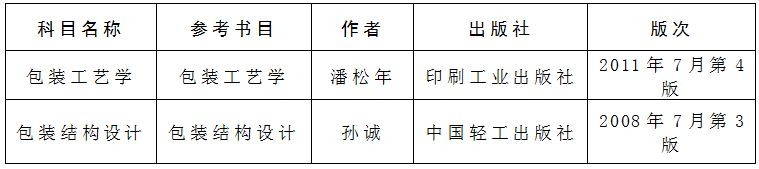 科目名称 参考书目 作者 出版社 版次
包装工艺学 包装工艺学 潘松年 印刷工业出版社 2011年7月第4版
包装结构设计 包装结构设计 孙诚 中国轻工出版社 2008年7月第3版